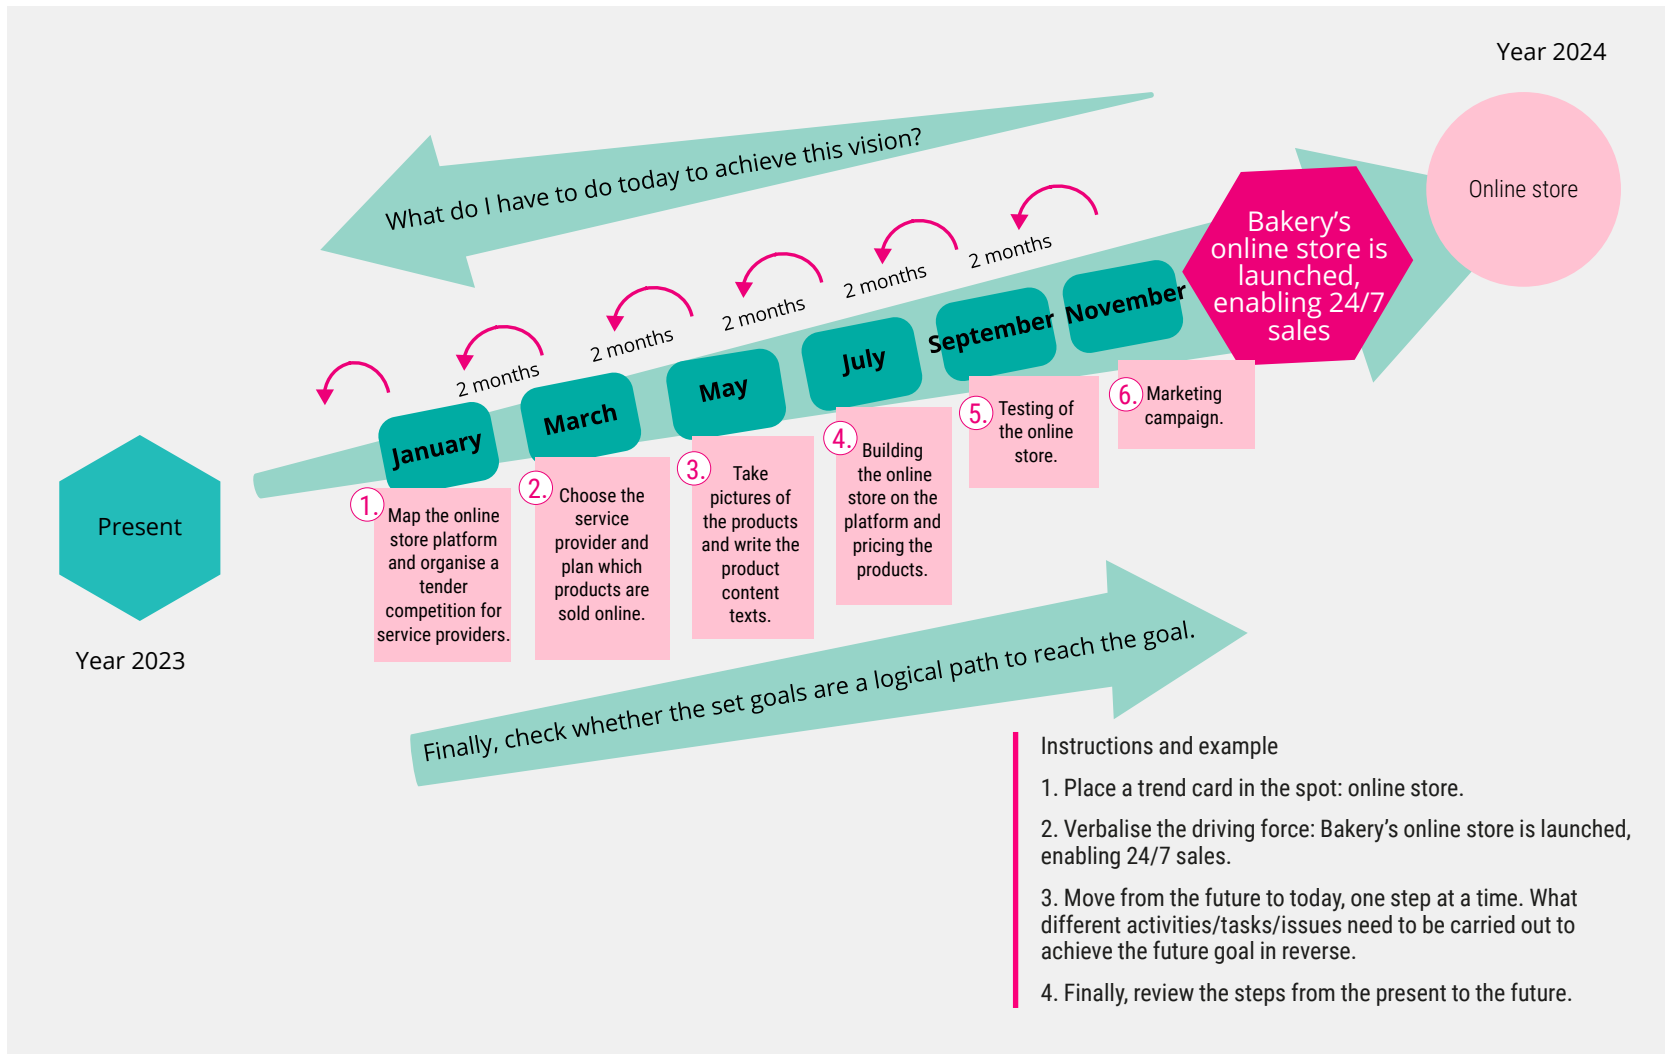 Year 2024
Online store
What do I have to do today to achieve this vision?
Bakery’s
online store is
launched,
enabling 24/7
sales
2 months
2 months
2 months
2 months
2 months
January
March
May
July
September
November
Present
Year 2023
1.
Map the online
store platform
and organise a
tender
competition for
service providers.
2.
Choose the
service
provider and
plan which
products are
sold online.
3.
Take
pictures of
the products
and write the
product
content
texts.
4.
Building
the online
store on the
platform and
pricing the
products.
5.
Testing of
the online
store.
6.
Marketing
campaign.
Finally, check whether the set goals are a logical path to reach the goal.
Instructions and example
1. Place a trend card in the spot: online store.
2. Verbalise the driving force: Bakery’s online store is launched,
enabling 24/7 sales.
3. Move from the future to today, one step at a time. What
different activities/tasks/issues need to be carried out to
achieve the future goal in reverse.
4. Finally, review the steps from the present to the future.